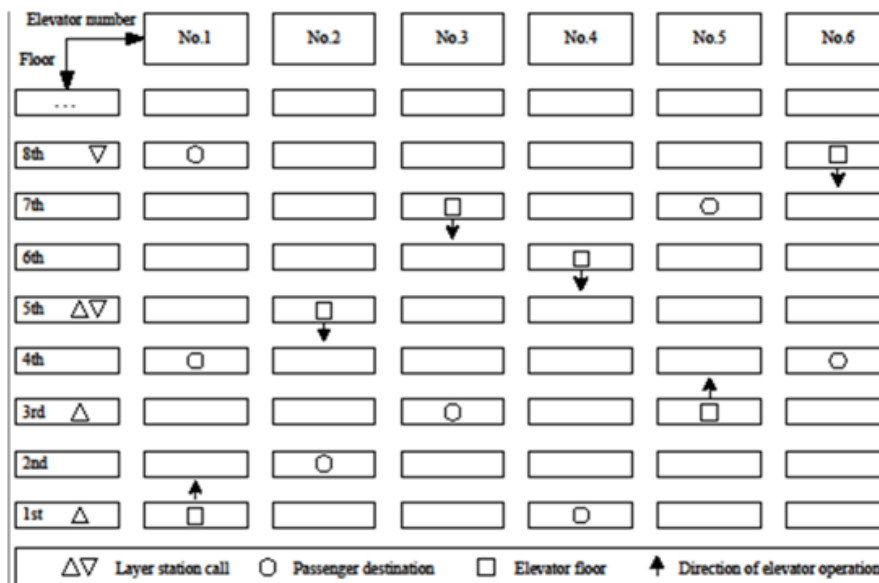 Elevator number
No.1 No.2 No.3 No.4 No.5 No.6
Floor
---
8th
7th
6th
5th
4th
3rd
2nd
1st
Layer station call Passenger destination Elevator floor Direction of elevator operation